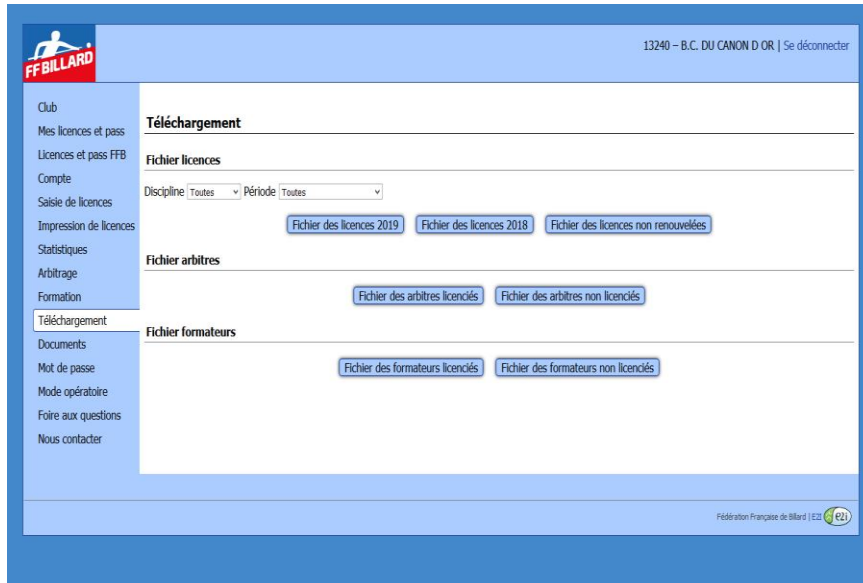 FF BILLARD
13240 – B.C. DU CANON D OR | Se déconnecter
Club
Mes licences et pass
Licences et pass FFB
Compte
Saisie de licences
Impression de licences
Statistiques
Arbitrage
Formation
Téléchargement
Documents
Mot de passe
Mode opératoire
Foire aux questions
Nous contacter
Téléchargement
Fichier licences
Discipline Toutes Période Toutes
Fichier des licences 2019 Fichier des licences 2018 Fichier des licences non renouvelées
Fichier arbitres
Fichier des arbitres licenciés Fichier des arbitres non licenciés
Fichier formateurs
Fichier des formateurs licenciés Fichier des formateurs non licenciés
Fédération Française de Billard | E2I e2i